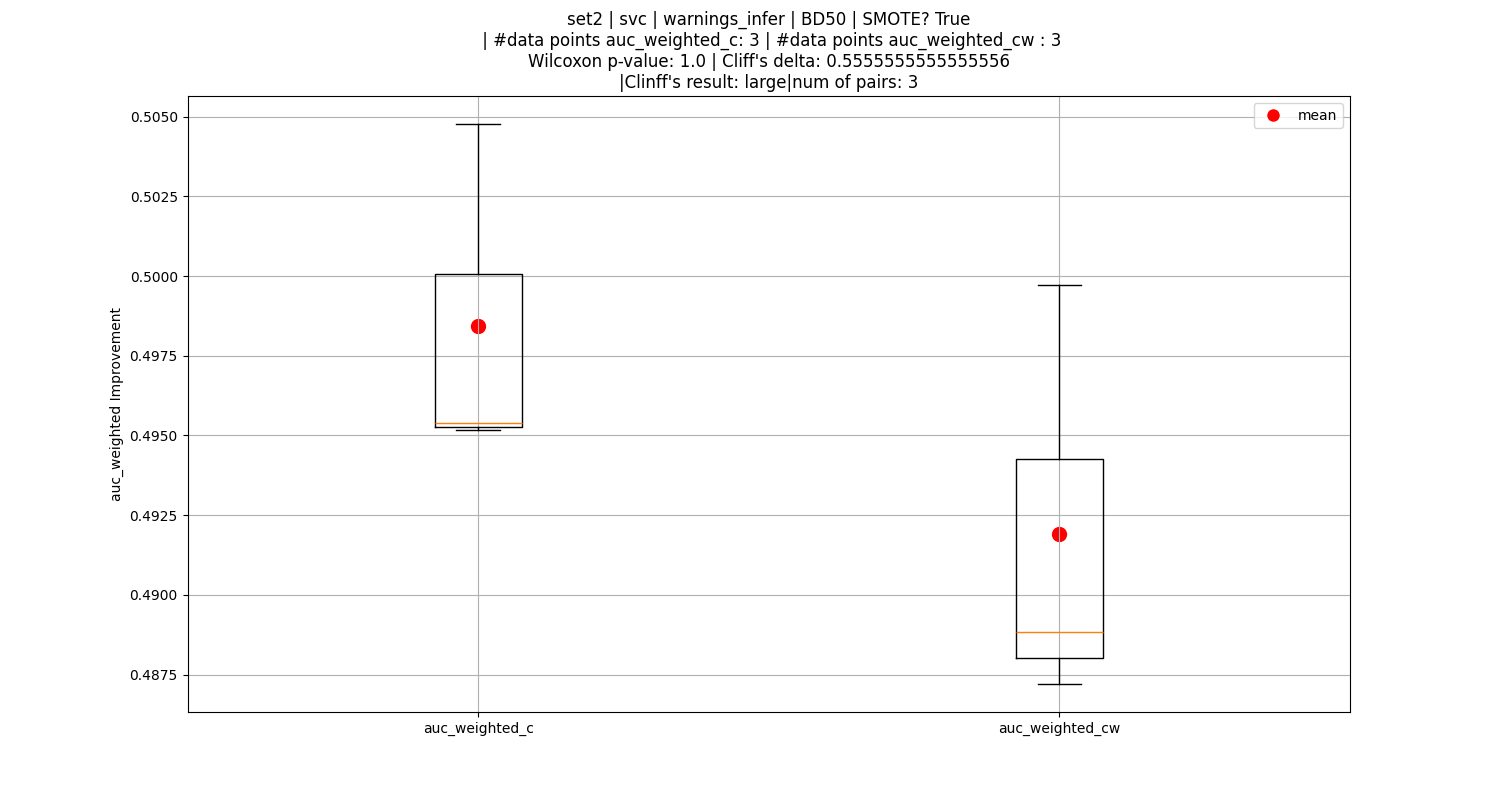 set2 | svc | warnings_infer | BD50 | SMOTE? True
| #data points auc_weighted_c: 3 | #data points auc_weighted_cw : 3
Wilcoxon p-value: 1.0 | Cliff's delta: 0.5555555555555556
|Clinff's result: large|num of pairs: 3
mean
0.5050
0.5025
0.5000
0.4975
0.4950
0.4925
0.4900
0.4875
auc_weighted Improvement
auc_weighted_c
auc_weighted_cw